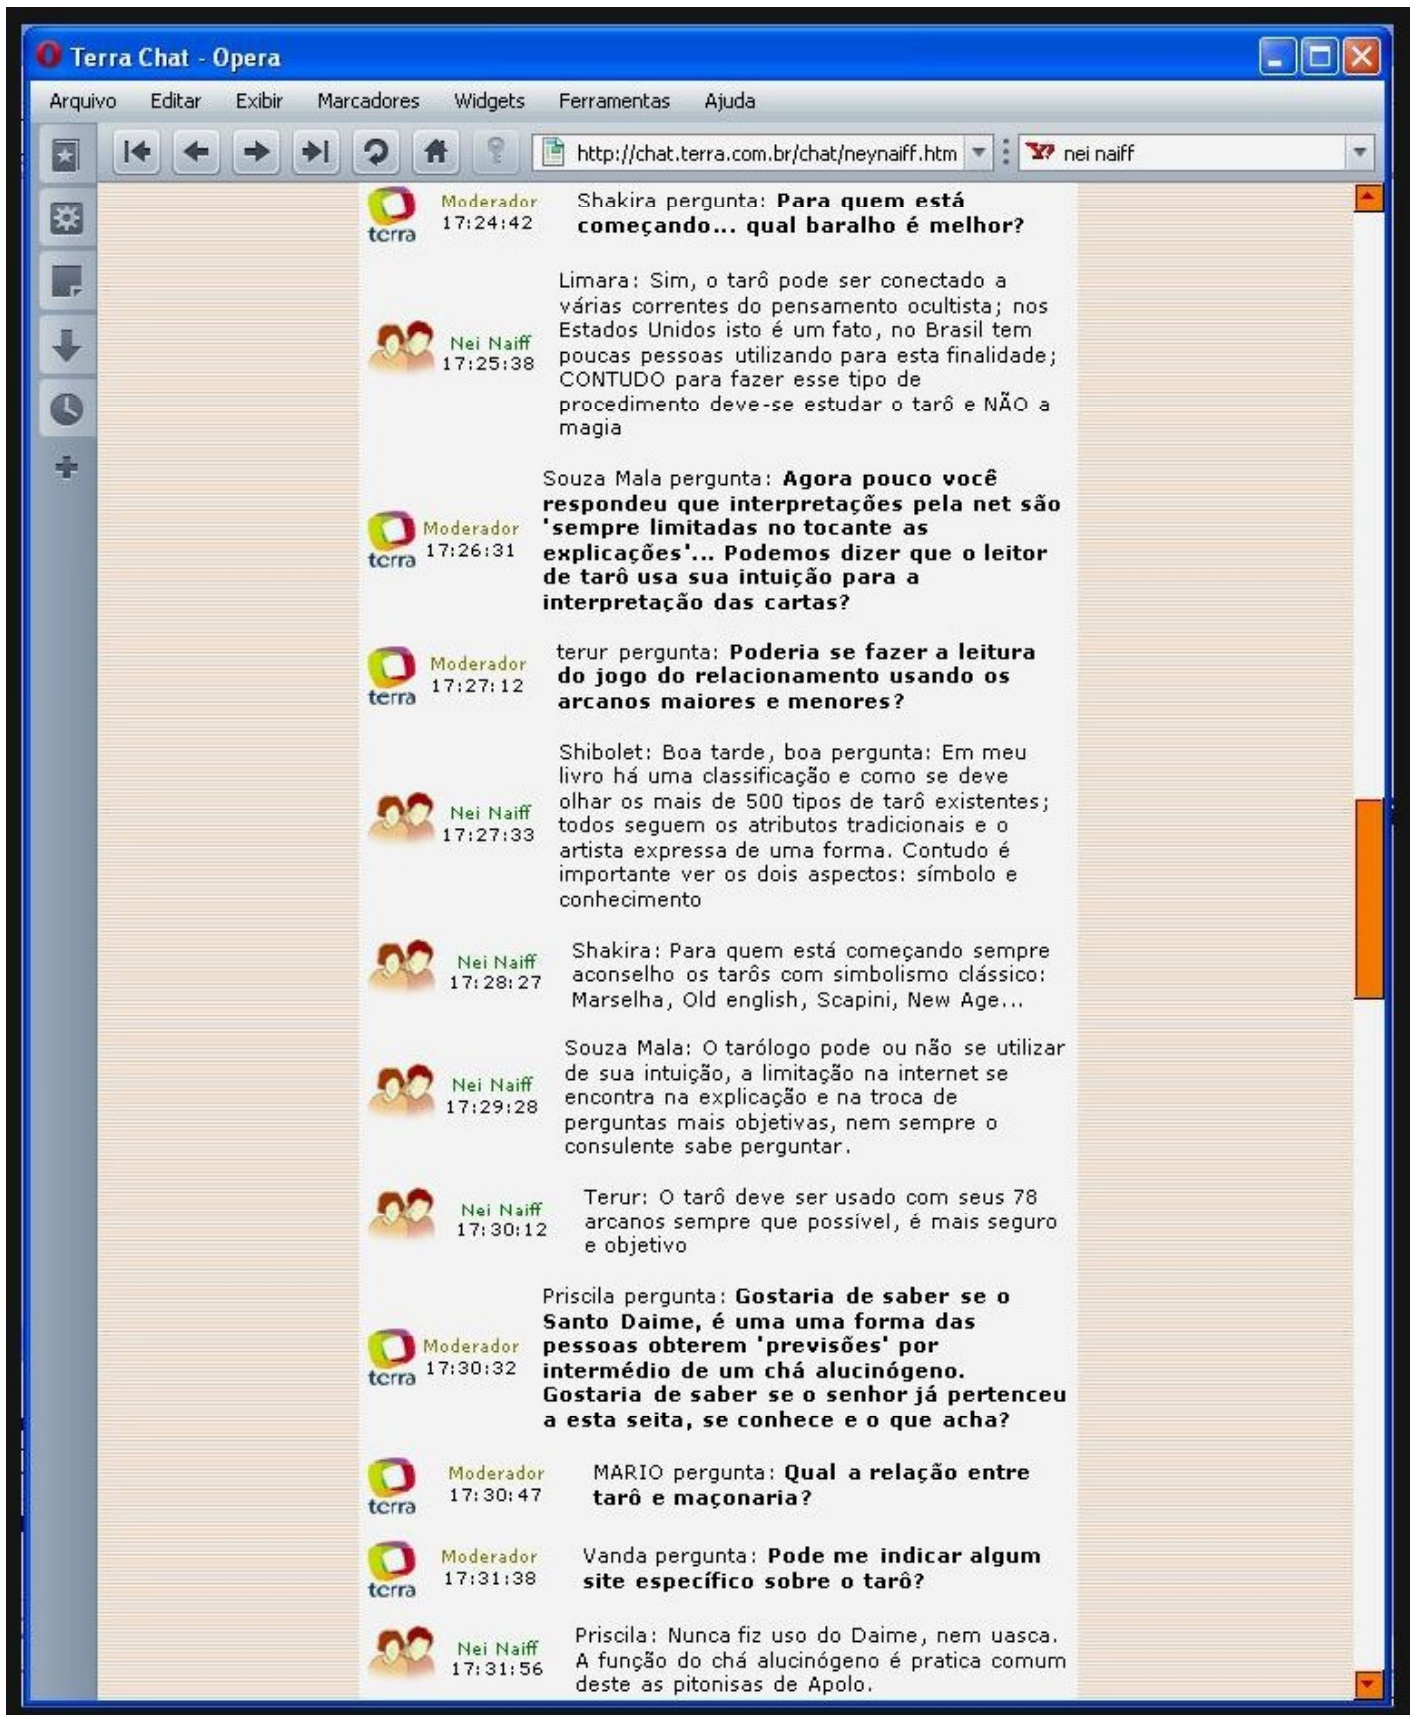 Terra Chat - Opera
Arquivo Editar Exibir Marcadores Widgets Ferramentas Ajuda
http://chat.terra.com.br/chat/neynaiff.htm nei naiff
terra Moderador 17:24:42
Shakira pergunta: Para quem está
começando... qual baralho é melhor?
Nei Naiff 17:25:38
Limara: Sim, o tarô pode ser conectado a
várias correntes do pensamento ocultista; nos
Estados Unidos isto é um fato, no Brasil tem
poucas pessoas utilizando para esta finalidade;
CONTUDO para fazer esse tipo de
procedimento deve-se estudar o tarô e NÃO a
magia
terra Moderador 17:26:31
Souza Mala pergunta: Agora pouco você
respondeu que interpretações pela net são
'sempre limitadas no tocante as
explicações'... Podemos dizer que o leitor
de tarô usa sua intuição para a
interpretação das cartas?
terra Moderador 17:27:12
terur pergunta: Poderia se fazer a leitura
do jogo do relacionamento usando os
arcanos maiores e menores?
Nei Naiff 17:27:33
Shibolet: Boa tarde, boa pergunta: Em meu
livro há uma classificação e como se deve
olhar os mais de 500 tipos de tarô existentes;
todos seguem os atributos tradicionais e o
artista expressa de uma forma. Contudo é
importante ver os dois aspectos: símbolo e
conhecimento
Nei Naiff 17:28:27
Shakira: Para quem está começando sempre
aconselho os tarôs com simbolismo clássico:
Marselha, Old english, Scapini, New Age...
Nei Naiff 17:29:28
Souza Mala: O tarólogo pode ou não se utilizar
de sua intuição, a limitação na internet se
encontra na explicação e na troca de
perguntas mais objetivas, nem sempre o
consulente sabe perguntar.
Nei Naiff 17:30:12
Terur: O tarô deve ser usado com seus 78
arcanos sempre que possível, é mais seguro
e objetivo
terra Moderador 17:30:32
Priscila pergunta: Gostaria de saber se o
Santo Daime, é uma uma forma das
pessoas obterem 'previsões' por
intermédio de um chá alucinógeno.
Gostaria de saber se o senhor já pertenceu
a esta seita, se conhece e o que acha?
terra Moderador 17:30:47
MARIO pergunta: Qual a relação entre
tarô e maçonaria?
terra Moderador 17:31:38
Vanda pergunta: Pode me indicar algum
site específico sobre o tarô?
Nei Naiff 17:31:56
Priscila: Nunca fiz uso do Daime, nem uasca.
A função do chá alucinógeno é pratica comum
deste as pitonisas de Apolo.